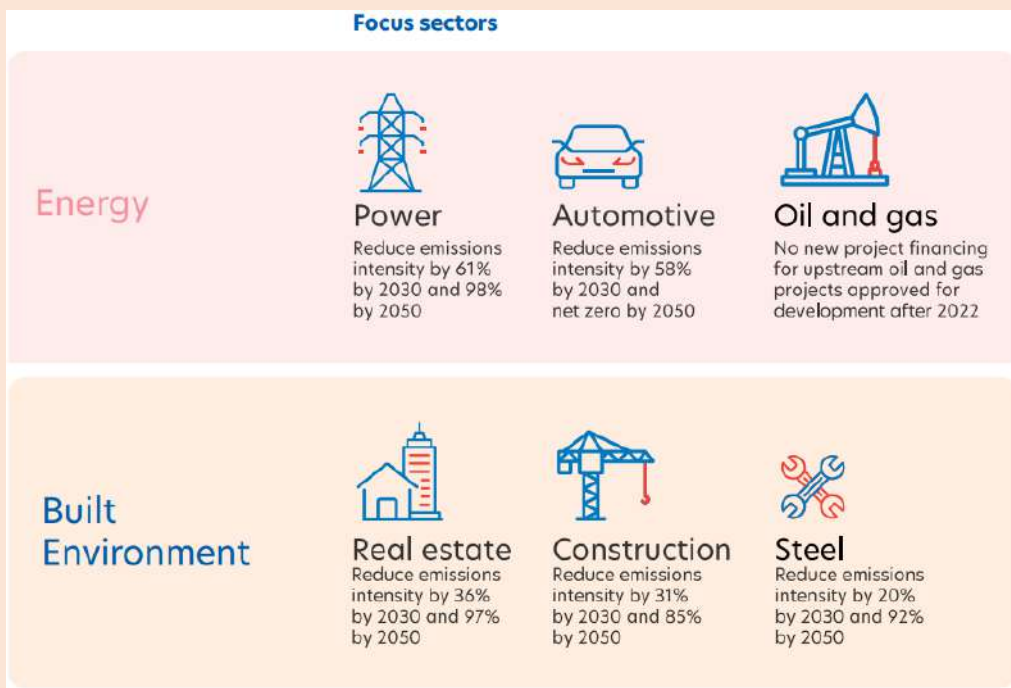 Focus sectors
Energy
Power
Reduce emissions
intensity by 61%
by 2030 and 98%
by 2050
Automotive
Reduce emissions
intensity by 58%
by 2030 and
net zero by 2050
Oil and gas
No new project financing
for upstream oil and gas
projects approved for
development after 2022
Built
Environment
Real estate
Reduce emissions
intensity by 36%
by 2030 and 97%
by 2050
Construction
Reduce emissions
intensity by 31%
by 2030 and 85%
by 2050
Steel
Reduce emissions
intensity by 20%
by 2030 and 92%
by 2050